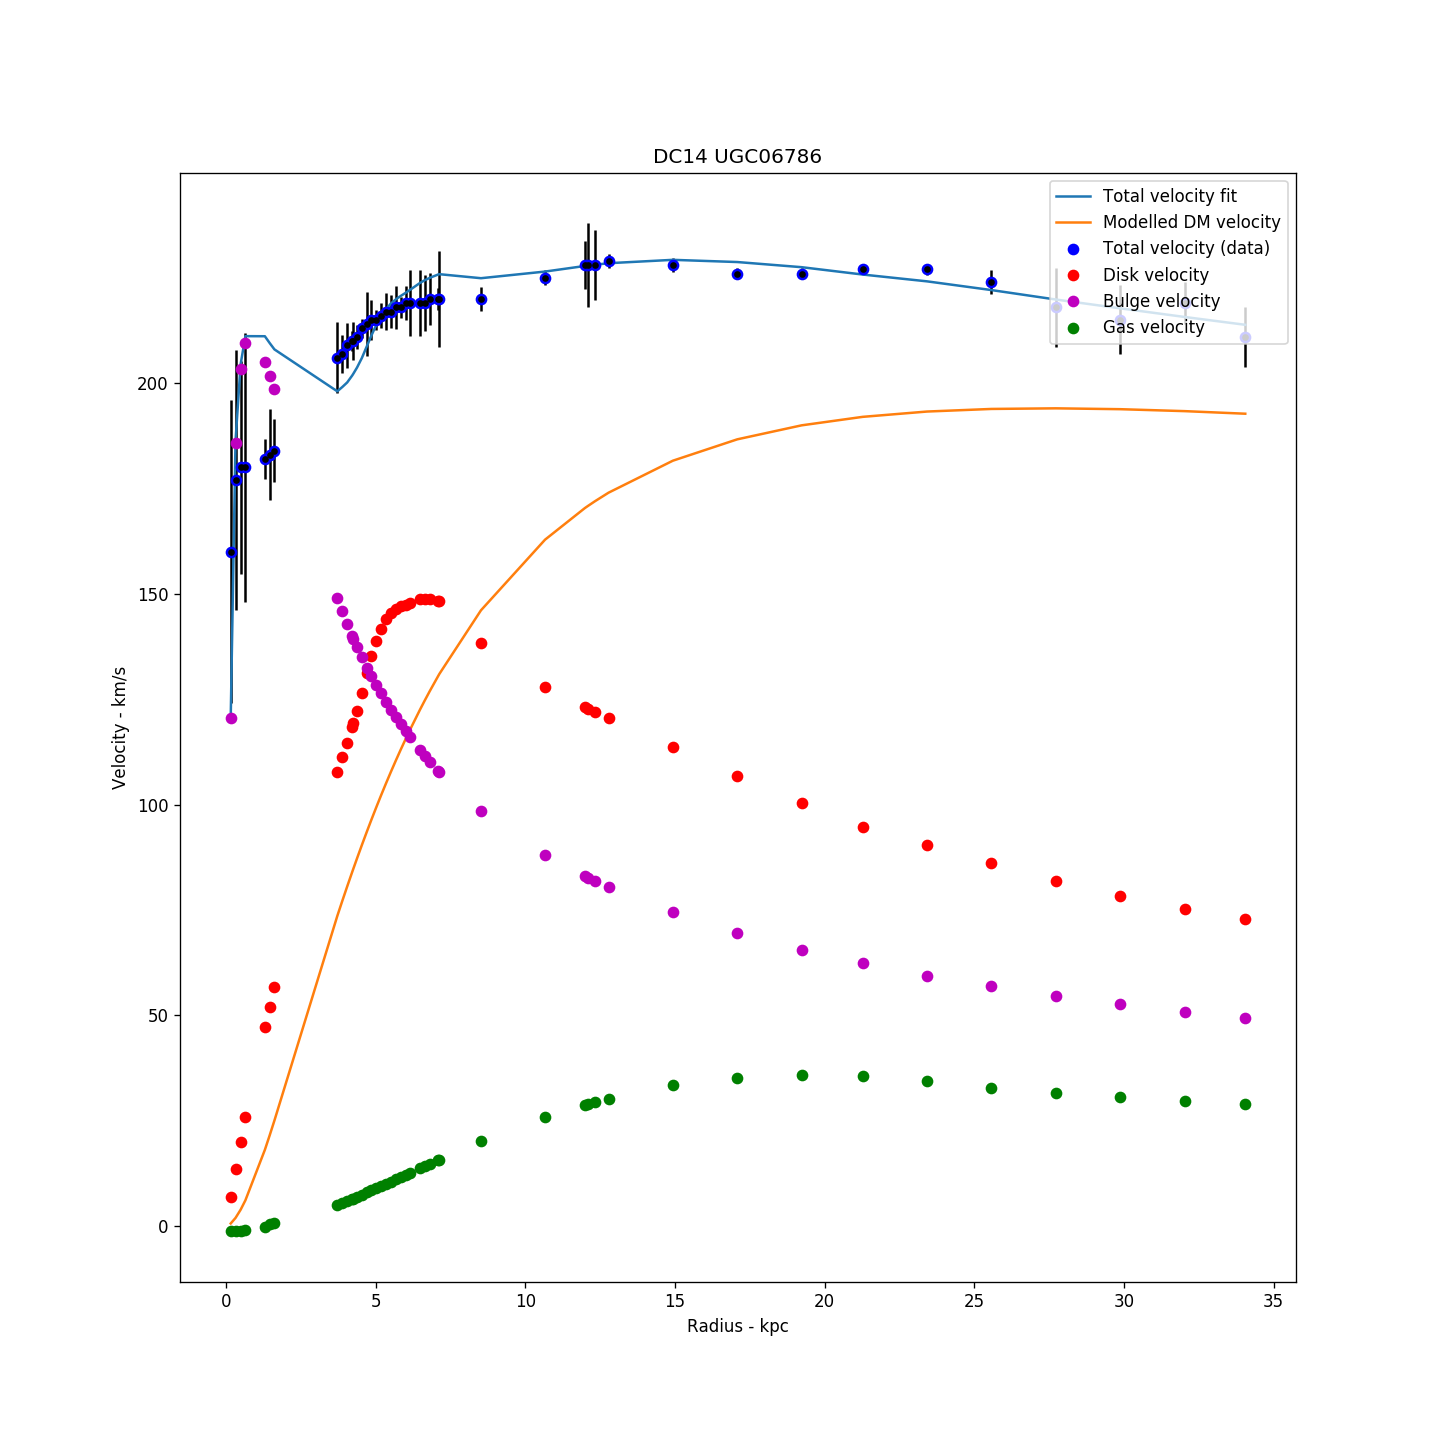 DC14 UGC06786
Total velocity fit
Modelled DM velocity
Total velocity (data)
Disk velocity
Bulge velocity
Gas velocity
Velocity - km/s
200
150
100
50
0
0 5 10 15 20 25 30 35
Radius - kpc